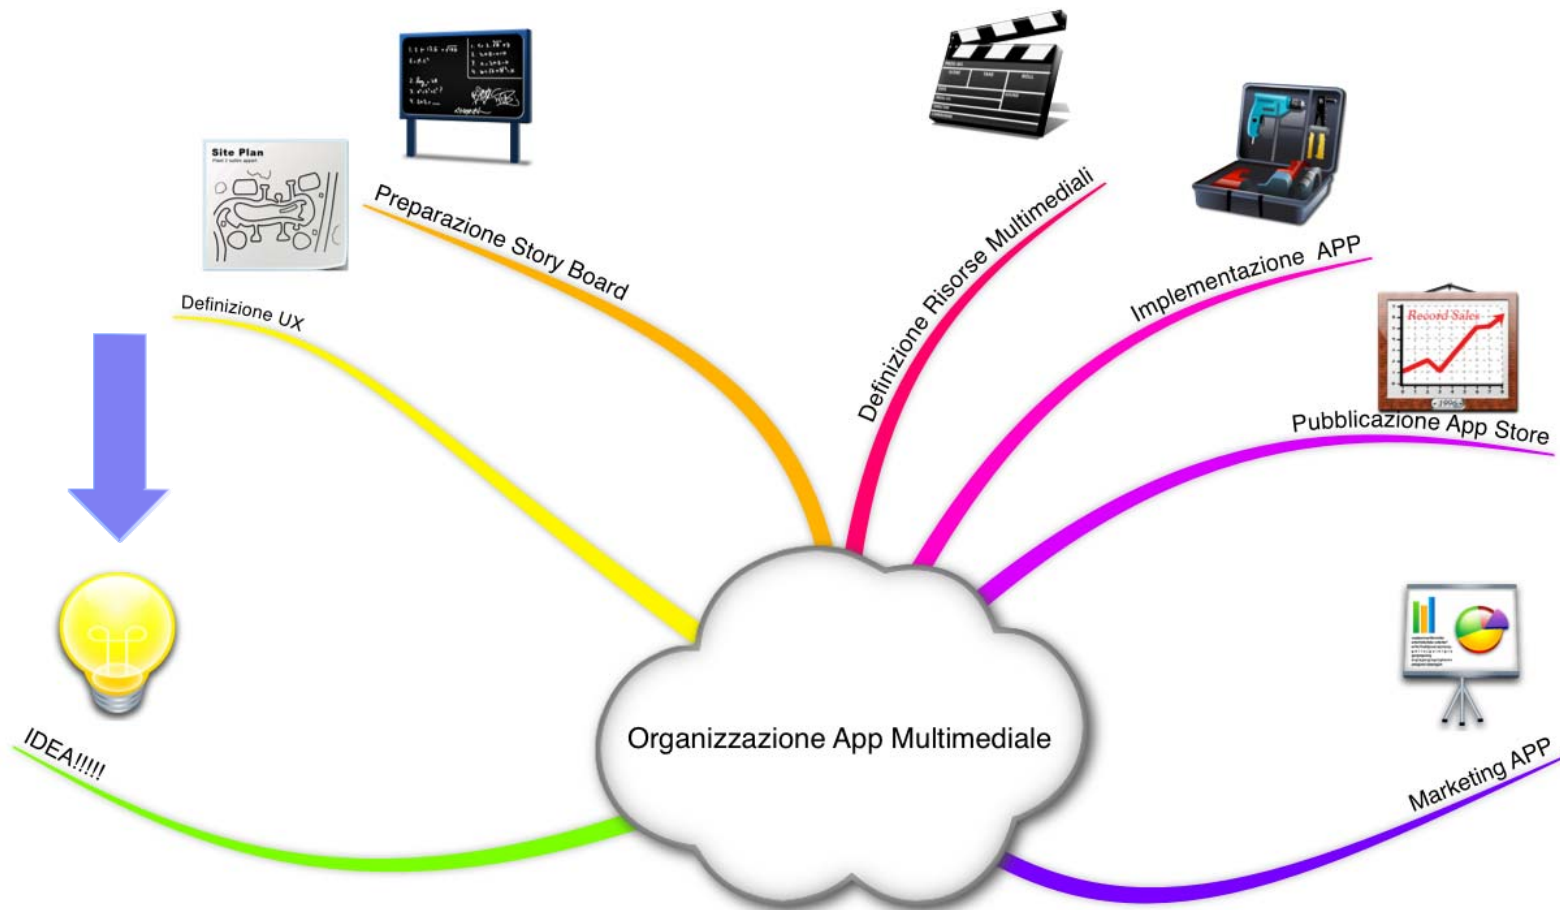 Site Plan
Preparazione Story Board
Definizione UX
IDEA!!!!!
Organizzazione App Multimediale
Definizione Risorse Multimediali
Implementazione APP
Record Sales
1996
Pubblicazione App Store
Marketing APP